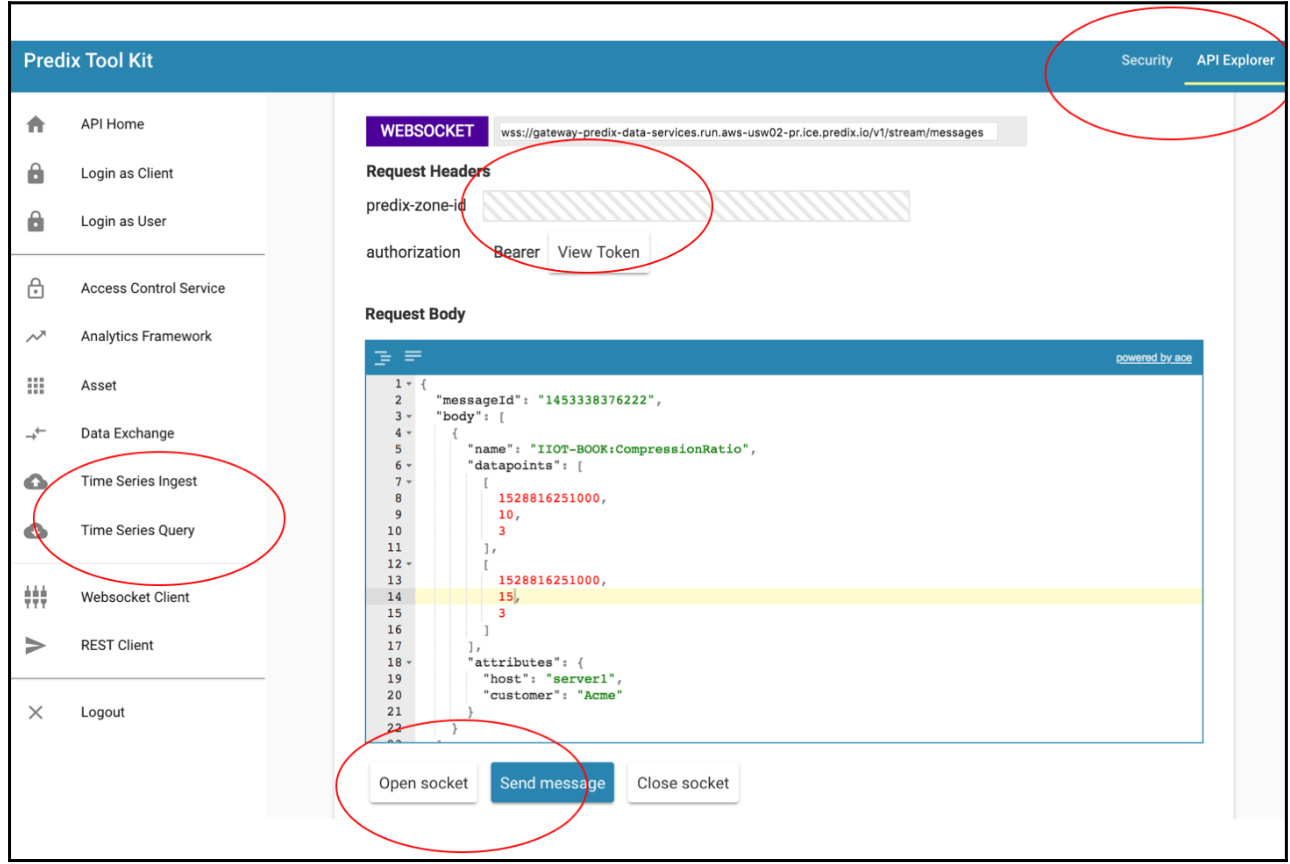 Predix Tool Kit
Security API Explorer
API Home
Login as Client
Login as User
Access Control Service
Analytics Framework
Asset
Data Exchange
Time Series Ingest
Time Series Query
Websocket Client
REST Client
Logout
WEBSOCKET wss://gateway-predix-data-services.run.aws-usw02-pr.ice.predix.io/v1/stream/messages
Request Headers
predix-zone-id
authorization Bearer View Token
Request Body
powered by ace
1 {
2 "messageId": "1453338376222",
3 "body": [
4 {
5 "name": "IIOT-BOOK:CompressionRatio",
6 "datapoints": [
7 [
8 1528816251000,
9 10,
10 3
11 ],
12 [
13 1528816251000,
14 15,
15 3
16 ]
17 ],
18 "attributes": {
19 "host": "server1",
20 "customer": "Acme"
21 }
22 }
Open socket Send message Close socket